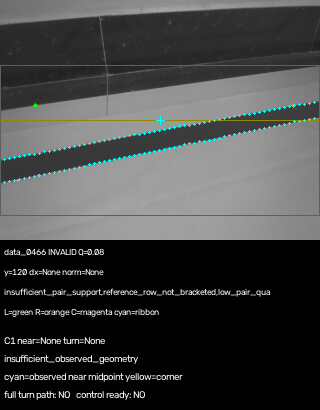 data_0466 INVALID Q=0.08
y=120 dx=None norm=None
insufficient_pair_support,reference_row_not_bracketed,low_pair_qua
L=green R=orange C=magenta cyan=ribbon
C1 near=None turn=None
insufficient_observed_geometry
cyan=observed near midpoint yellow=corner
full turn path: NO control ready: NO